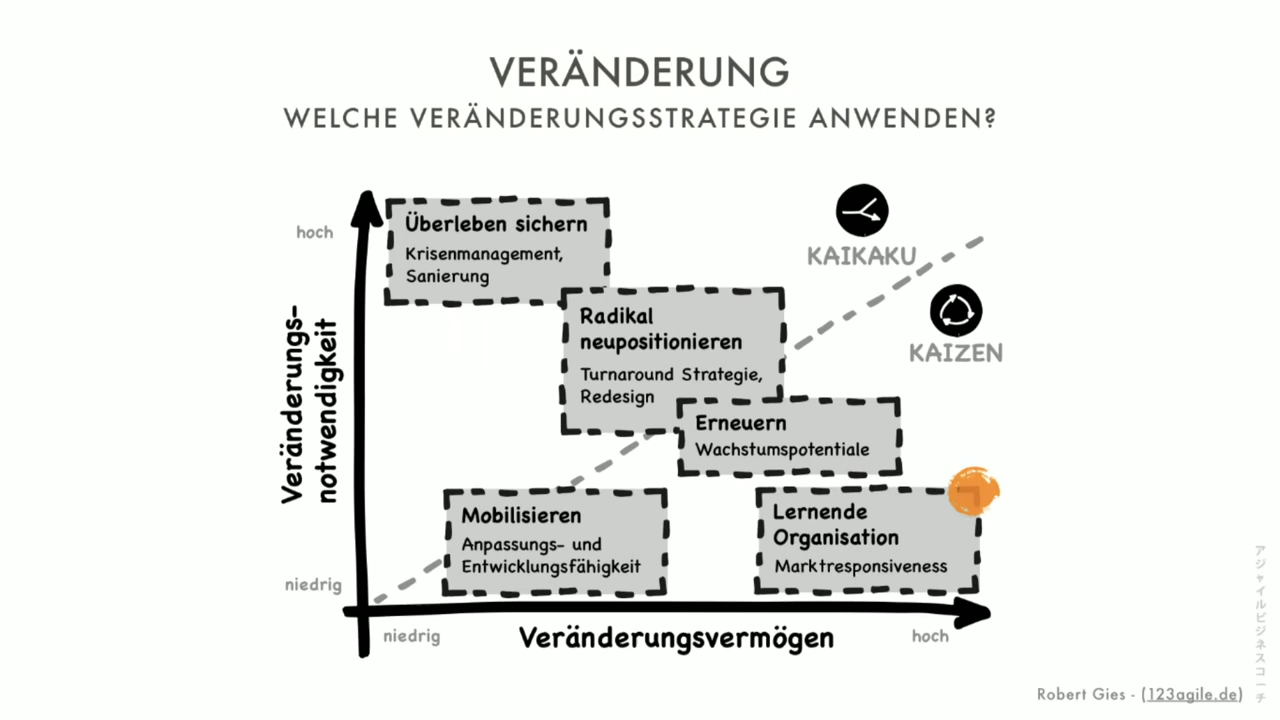 VERÄNDERUNG
WELCHE VERÄNDERUNGSSTRATEGIE ANWENDEN?
hoch
Veränderungs-
notwendigkeit
niedrig
Überleben sichern
Krisenmanagement,
Sanierung
Radikal
neupositionieren
Turnaround Strategie,
Redesign
Erneuern
Wachstumspotentiale
Mobilisieren
Anpassungs- und
Entwicklungsfähigkeit
Lernende
Organisation
Marktresponsiveness
KAIKAKU
KAIZEN
niedrig
Veränderungsvermögen
hoch
アジャイルビジネスコーチ
Robert Gies - (123agile.de)